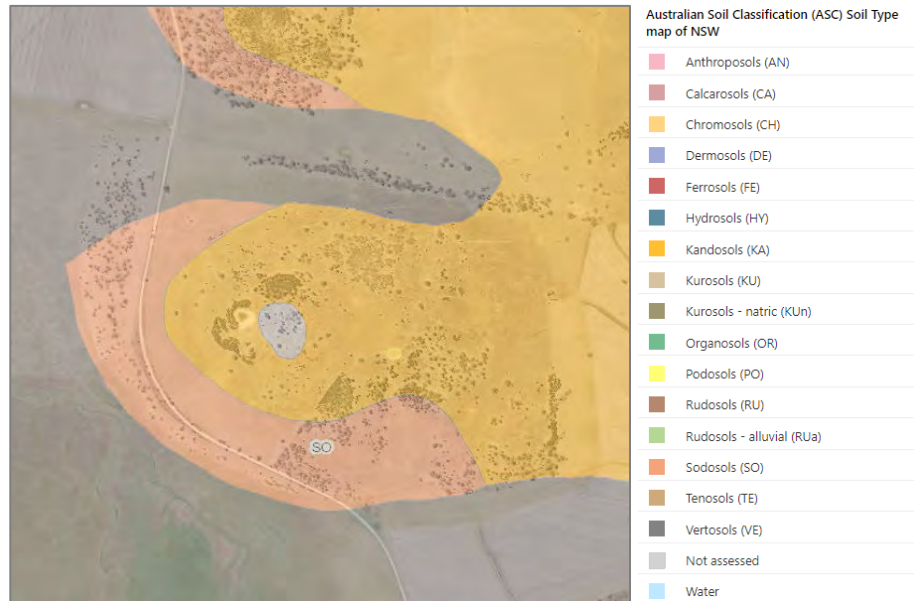 Australian Soil Classification (ASC) Soil Type
map of NSW
Anthroposols (AN)
Calcarosols (CA)
Chromosols (CH)
Dermosols (DE)
Ferrosols (FE)
Hydrosols (HY)
Kandosols (KA)
Kurosols (KU)
Kurosols - natric (KUn)
Organosols (OR)
Podosols (PO)
Rudosols (RU)
Rudosols - alluvial (RUa)
Sodosols (SO)
Tenosols (TE)
Vertosols (VE)
Not assessed
Water
SO